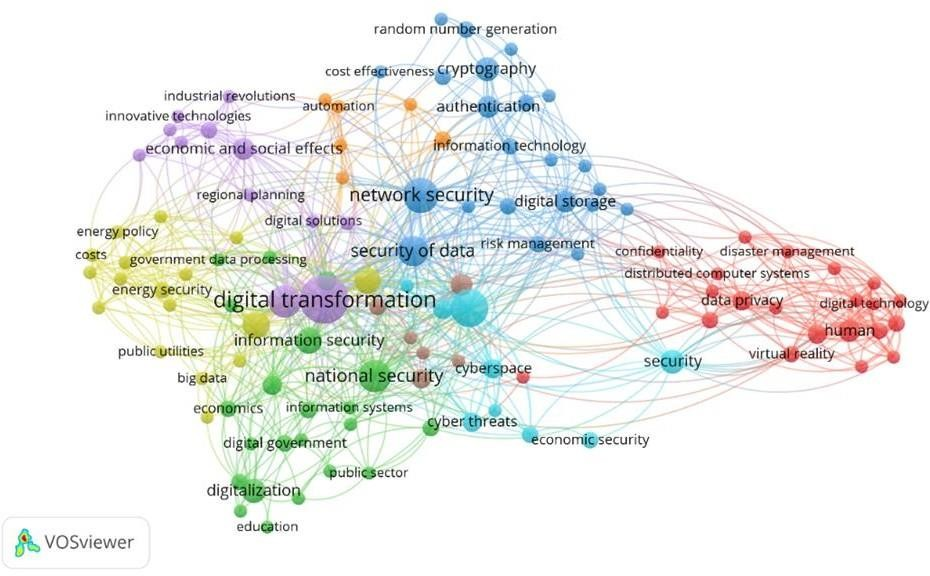 random number generation
cost effectiveness
cryptography
industrial revolutions
automation
authentication
innovative technologies
economic and social effects
information technology
regional planning
network security
digital storage
digital solutions
energy policy
security of data
risk management
confidentiality
disaster management
costs
government data processing
distributed computer systems
energy security
digital transformation
data privacy
digital technology
information security
human
public utilities
virtual reality
national security
cyberspace
security
big data
economics
information systems
cyber threats
digital government
economic security
public sector
digitalization
education
VOSviewer